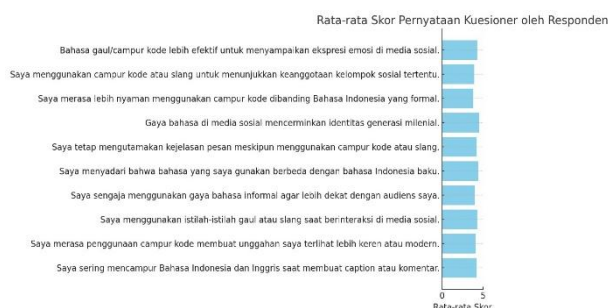 Rata-rata Skor Pernyataan Kuesioner oleh Responden
Bahasa gaul/campur kode lebih efektif untuk menyampaikan ekspresi emosi di media sosial.
Saya menggunakan campur kode atau slang untuk menunjukkan keanggotaan kelompok sosial tertentu.
Saya merasa lebih nyaman menggunakan campur kode dibanding Bahasa Indonesia yang formal.
Gaya bahasa di media sosial mencerminkan identitas generasi milenial.
Saya tetap mengutamakan kejelasan pesan meskipun menggunakan campur kode atau slang.
Saya menyadari bahwa bahasa yang saya gunakan berbeda dengan bahasa Indonesia baku.
Saya sengaja menggunakan gaya bahasa informal agar lebih dekat dengan audiens saya.
Saya menggunakan istilah-istilah gaul atau slang saat berinteraksi di media sosial.
Saya merasa penggunaan campur kode membuat unggahan saya terlihat lebih keren atau modern.
Saya sering mencampur Bahasa Indonesia dan Inggris saat membuat caption atau komentar.
0 5
Rata-rata Skor